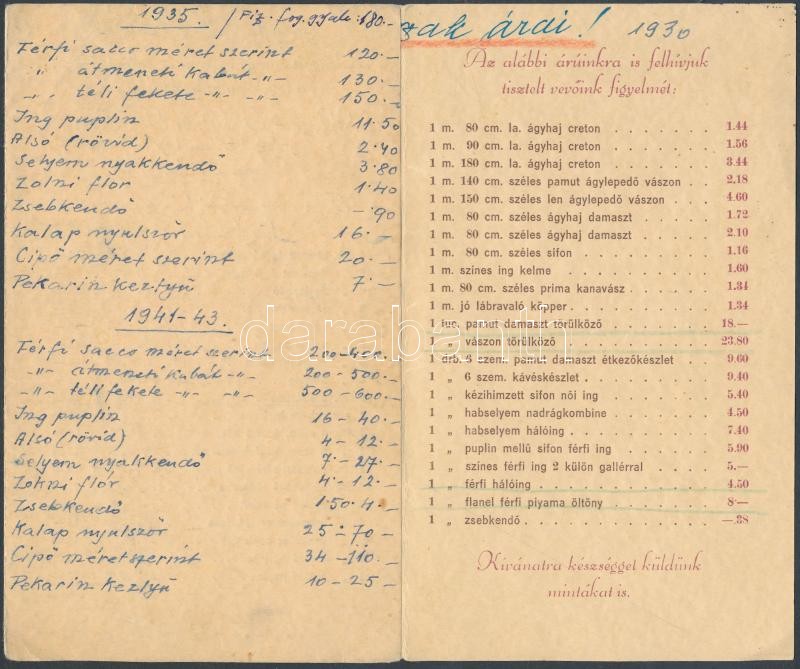 1935. / Fiz. fog. gyak. 180.-
Férfi sacco méret szerint 120.-
" átmeneti kabát -"- 130.-
" téli fekete -"- -"- 150.-
Ing puplin 11.50
Alsó (rövid) 2.40
Selyem nyakkendő 3.80
Zokni flor 1.40
Zsebkendő -.90
Kalap nyulszőr 16.-
Cipő méret szerint 20.-
Pekarin keztyű 7.-
1941-43.
Férfi sacco méret szerint 200-400.-
-"- átmeneti kabát -"- 200-500.-
-"- téli fekete -"- -"- 500-600.-
Ing puplin 16-40.-
Alsó (rövid) 4-12.-
Selyem nyakkendő 7-27.-
Zokni flór 4-12.-
Zsebkendő 1.50-4.-
Kalap nyulszőr 25-70-
Cipő méret szerint 34-110.-
Pekarin keztyű 10-25-
zak árai! 1930
Az alábbi árúinkra is felhívjuk
tisztelt vevőink figyelmét:
1 m. 80 cm. la. ágyhaj creton . . . . . . . 1.44
1 m. 90 cm. la. ágyhaj creton . . . . . . . 1.56
1 m. 180 cm. la. ágyhaj creton . . . . . . . 3.44
1 m. 140 cm. széles pamut ágylepedő vászon . . 2.18
1 m. 150 cm. széles len ágylepedő vászon . . . 4.60
1 m. 80 cm. széles ágyhaj damaszt . . . . . 1.72
1 m. 80 cm. széles ágyhaj damaszt . . . . . 2.10
1 m. 80 cm. széles sifon . . . . . . . . . 1.16
1 m. szines ing kelme . . . . . . . . . . 1.60
1 m. 80 cm. széles prima kanavász . . . . . 1.34
1 m. jó lábravaló köpper . . . . . . . . . 1.34
1 tuc. pamut damaszt törülköző . . . . . . 18.—
1 " vászon törülköző . . . . . . . . . 23.80
1 drb. 6 szem. pamut damaszt étkezőkészlet . . 9.60
1 " 6 szem. kávéskészlet . . . . . . . . 9.40
1 " kézihimzett sifon női ing . . . . . . 5.40
1 " habselyem nadrágkombine . . . . . . 4.50
1 " habselyem hálóing . . . . . . . . . 7.40
1 " puplin mellű sifon férfi ing . . . . . 5.90
1 " szines férfi ing 2 külön gallérral . . . . 5.—
1 " férfi hálóing . . . . . . . . . . . 4.50
1 " flanel férfi piyama öltöny . . . . . . 8.—
1 " zsebkendő . . . . . . . . . . . . —.38
Kivánatra készséggel küldünk
mintákat is.
darabanth.com